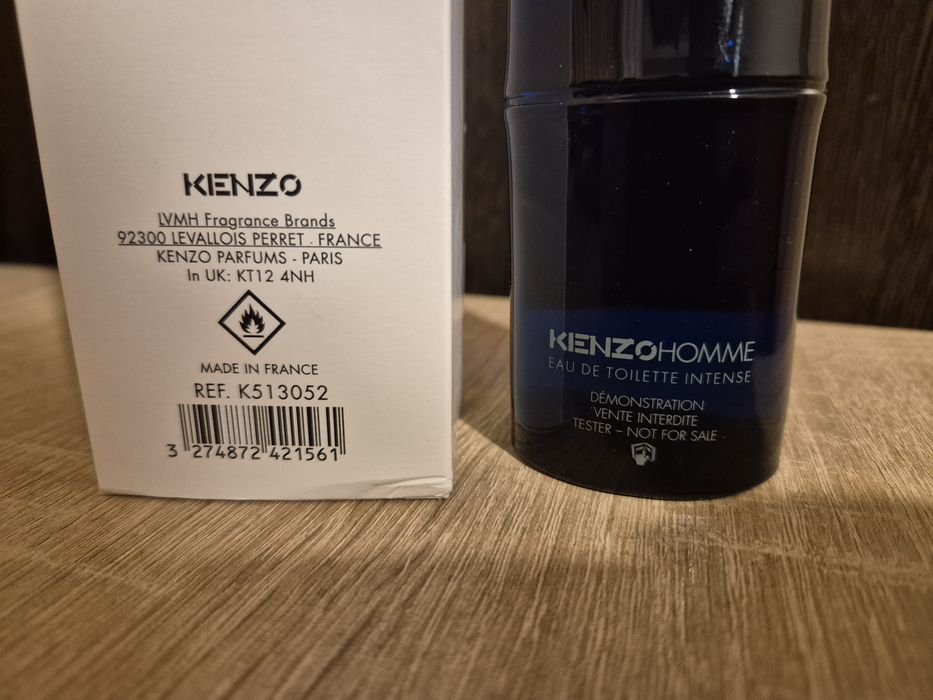 KENZO
LVMH Fragrance Brands
92300 LEVALLOIS PERRET . FRANCE
KENZO PARFUMS - PARIS
In UK: KT12 4NH
MADE IN FRANCE
REF. K513052
3 274872 421561
KENZOHOMME
EAU DE TOILETTE INTENSE
DÉMONSTRATION
VENTE INTERDITE
TESTER – NOT FOR SALE